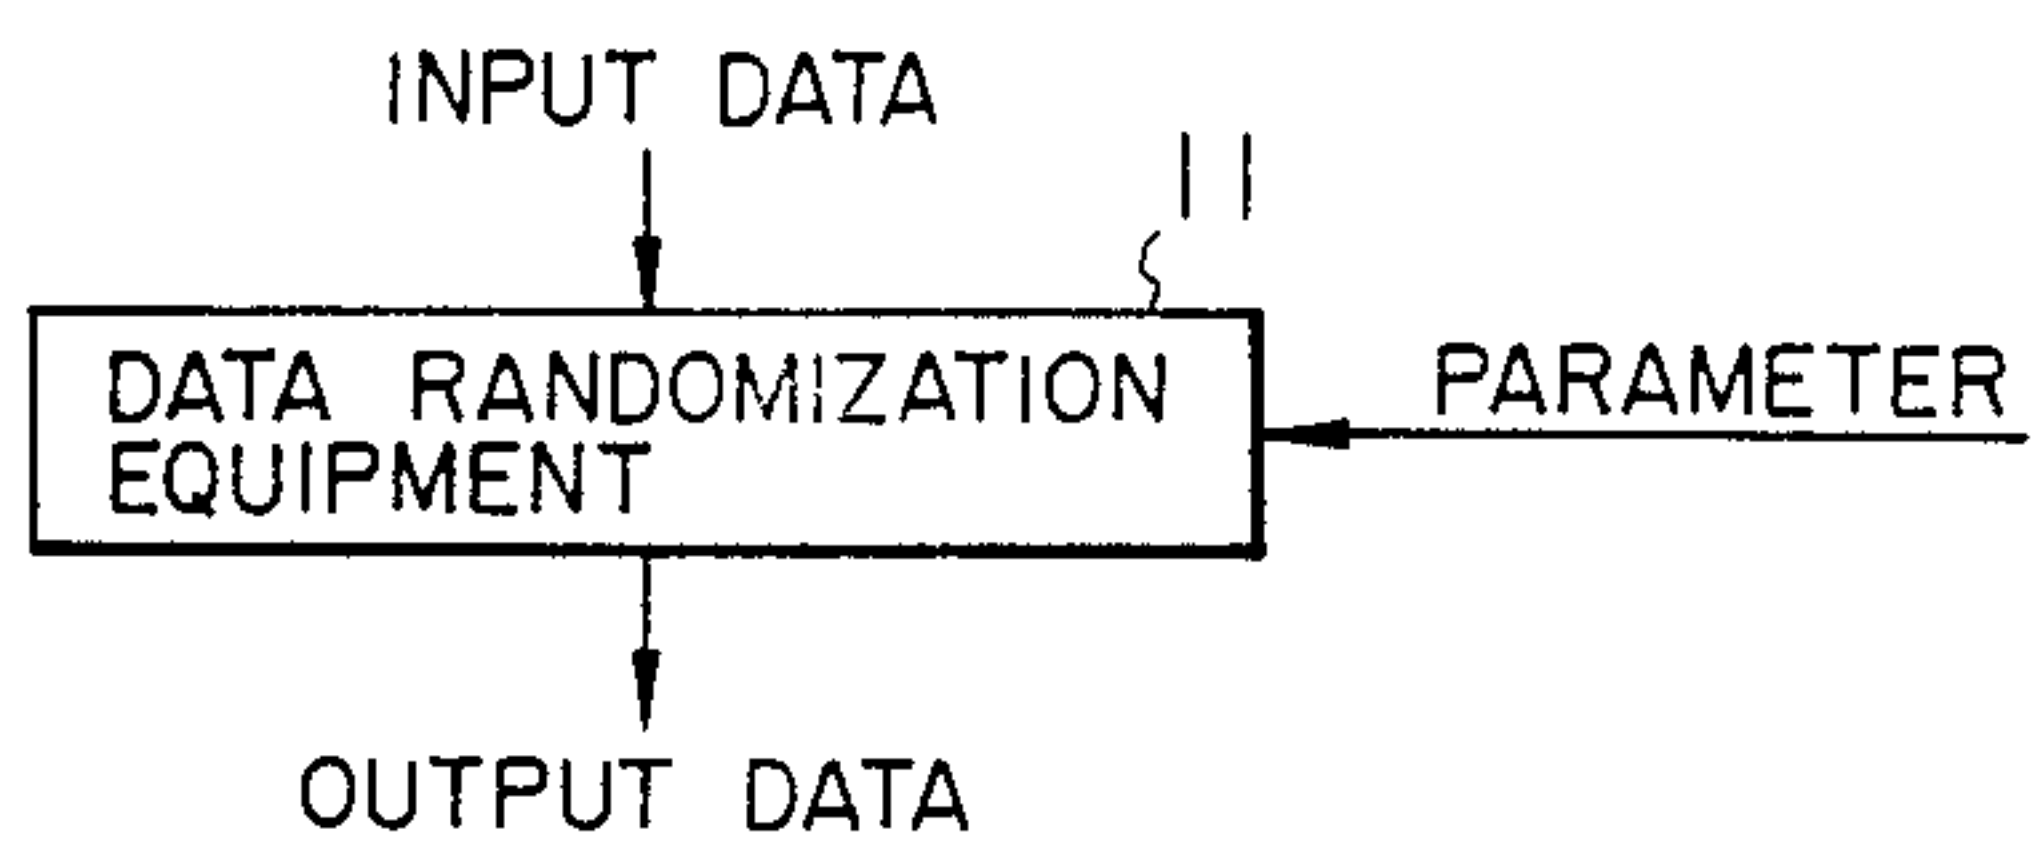 INPUT DATA
11
DATA RANDOMIZATION
EQUIPMENT
PARAMETER
OUTPUT DATA